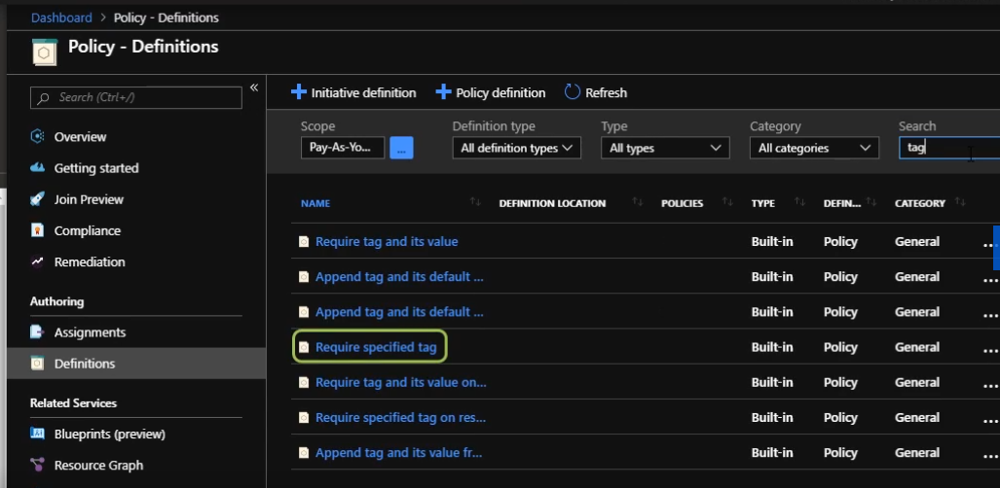 Dashboard > Policy - Definitions
Policy - Definitions
Search (Ctrl+/)
«
Overview
Getting started
Join Preview
Compliance
Remediation
Authoring
Assignments
Definitions
Related Services
Blueprints (preview)
Resource Graph
+ Initiative definition + Policy definition Refresh
Scope Definition type Type Category Search
Pay-As-Yo... ... All definition types All types All categories tag
NAME DEFINITION LOCATION POLICIES TYPE DEFIN... CATEGORY
Require tag and its value Built-in Policy General ...
Append tag and its default ... Built-in Policy General ...
Append tag and its default ... Built-in Policy General ...
Require specified tag Built-in Policy General ...
Require tag and its value on... Built-in Policy General ...
Require specified tag on res... Built-in Policy General ...
Append tag and its value fr... Built-in Policy General ...